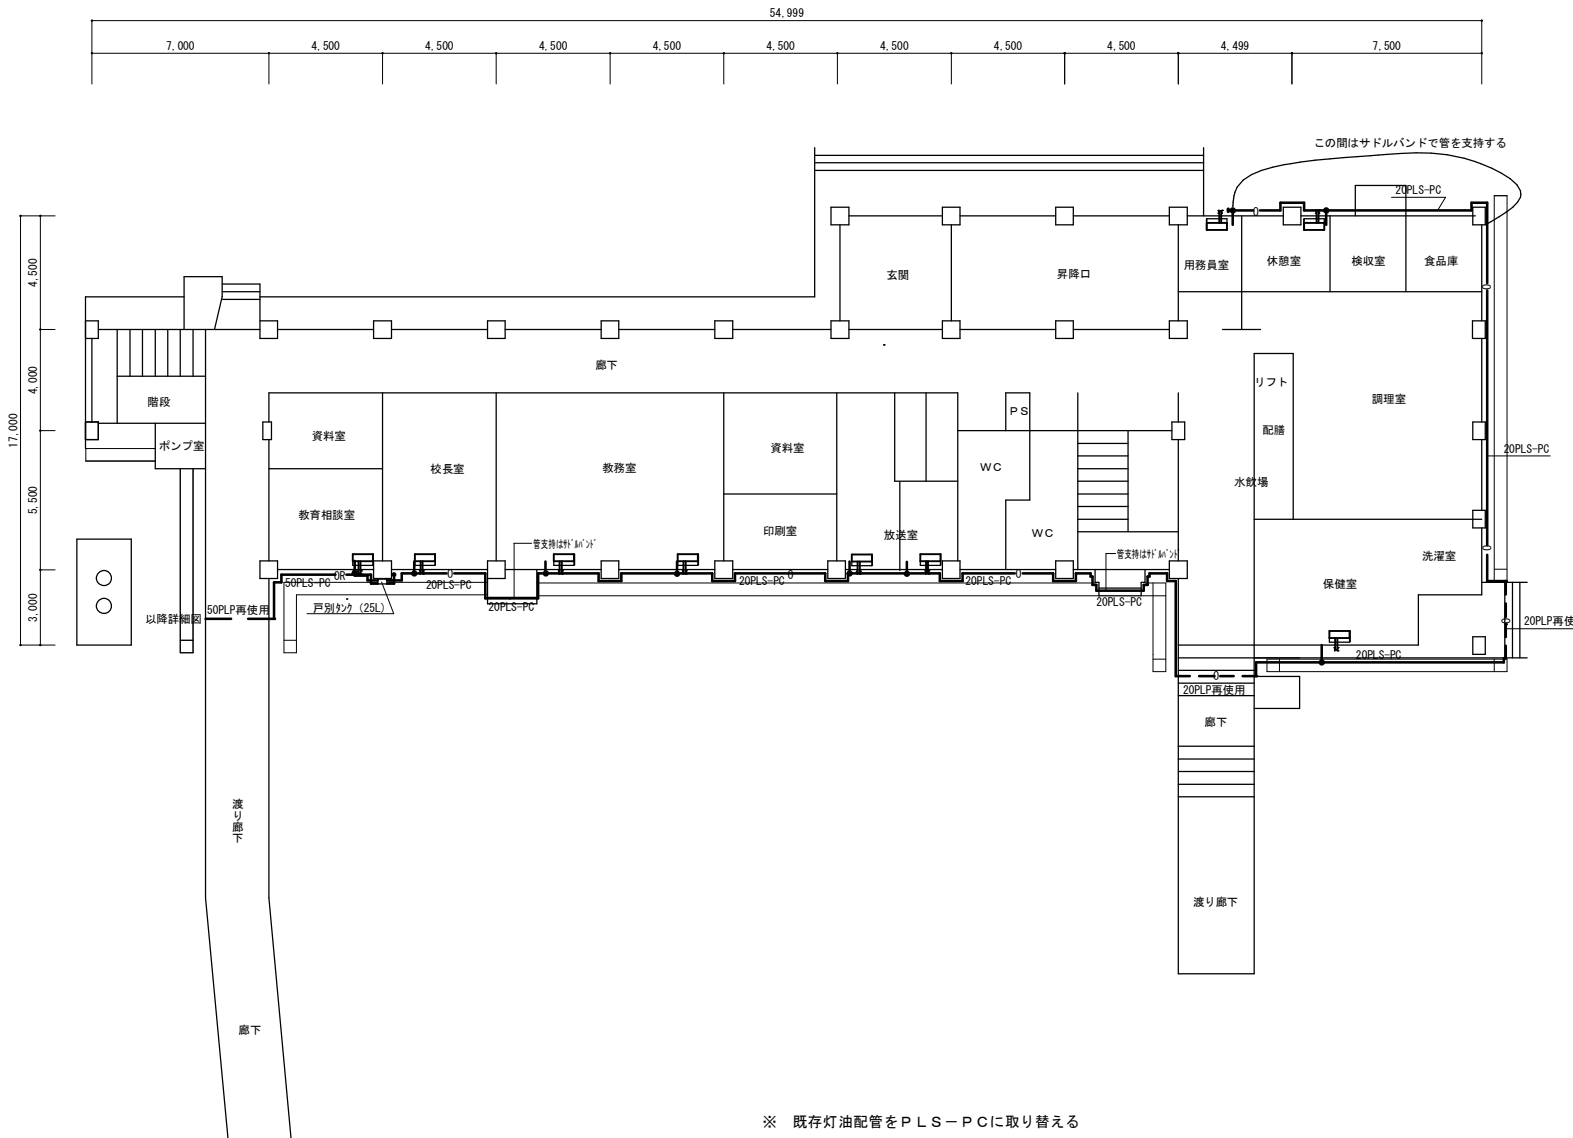 54,999
7,000
4,500
4,500
4,500
4,500
4,500
4,500
4,500
4,500
4,499
7,500
この間はサドルバンドで管を支持する
20PLS-PC
4,500
4,000
17,000
5,500
3,000
玄関
昇降口
用務員室
休憩室
検収室
食品庫
廊下
リフト
調理室
階段
PS
ポンプ室
資料室
校長室
教務室
資料室
WC
配膳
20PLS-PC
水飲場
教育相談室
印刷室
放送室
WC
管支持はｻﾄﾞﾙﾊﾞﾝﾄﾞ
管支持はｻﾄﾞﾙﾊﾞﾝﾄﾞ
洗濯室
保健室
50PLS-PC
OR
20PLS-PC
20PLS-PC
20PLS-PC
20PLS-PC
20PLS-PC
戸別ﾀﾝｸ (25L)
以降詳細図
50PLP再使用
20PLP再使
20PLS-PC
20PLP再使用
廊下
渡り廊下
渡り廊下
廊下
※ 既存灯油配管をPLS－PCに取り替える